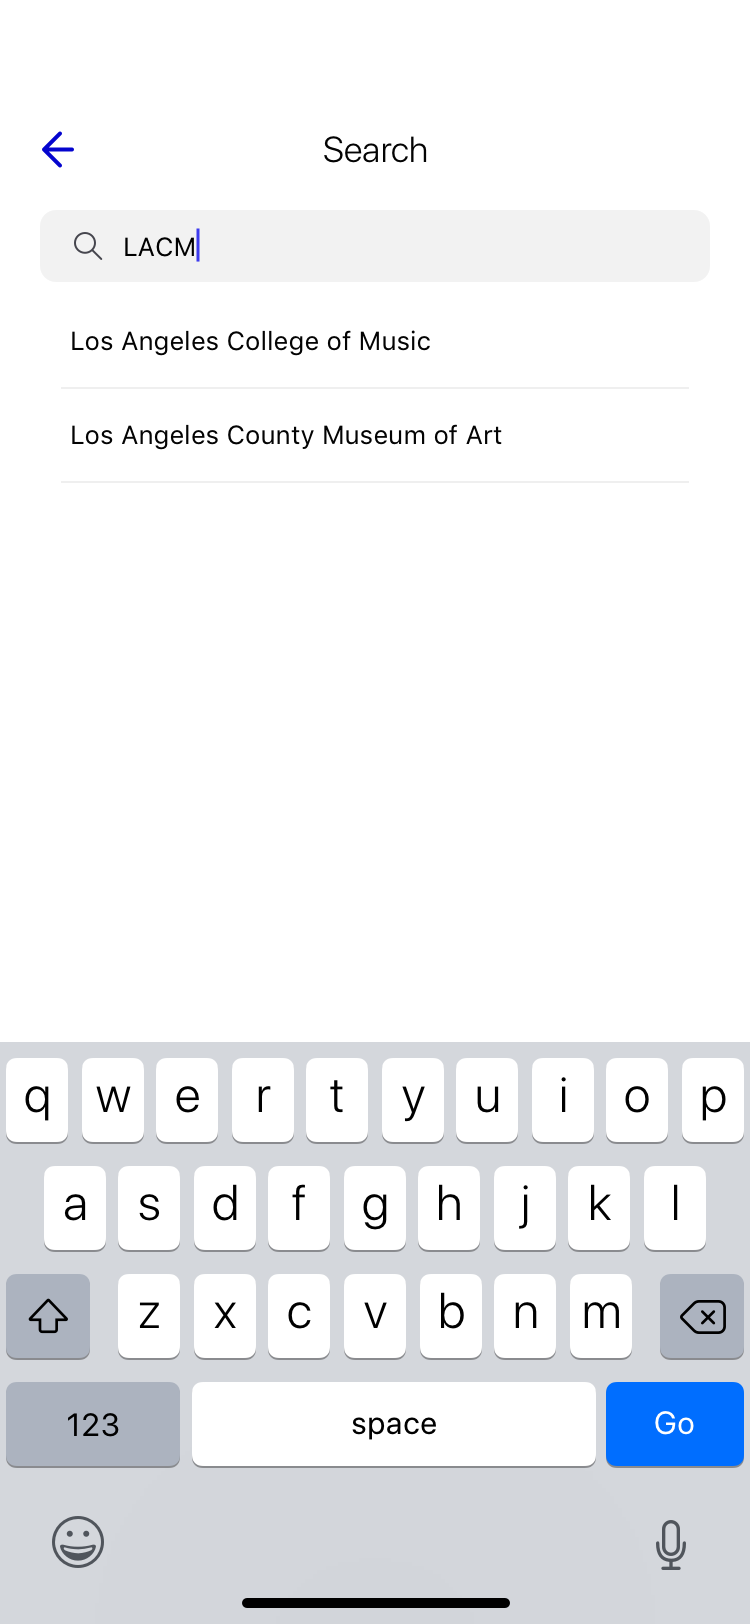 Search
LACM
Los Angeles College of Music
Los Angeles County Museum of Art
q w e r t y u i o p
a s d f g h j k l
z x c v b n m
123 space Go